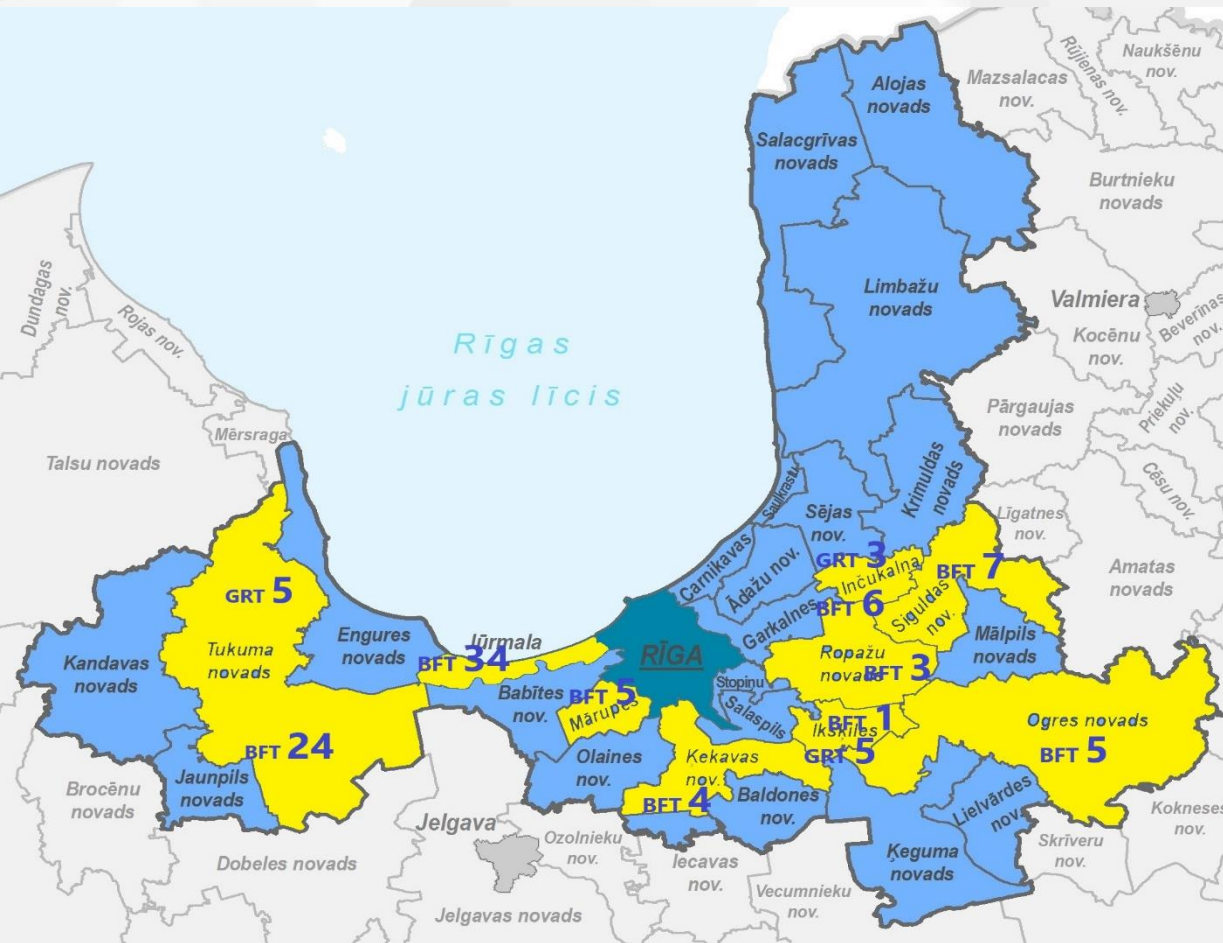 Rūjienas nov.
Naukšēnu
nov.
Mazsalacas
nov.
Alojas
novads
Salacgrīvas
novads
Burtnieku
novads
Dundagas
nov.
Rojas nov.
Limbažu
novads
Valmiera
Beverīnas
nov.
Kocēnu
nov.
Rīgas
jūras līcis
Priekuļu
nov.
Pārgaujas
novads
Mērsraga
Talsu novads
Krimuldas
novads
Cēsu nov.
Saulkrastu
Sējas
nov.
Līgatnes
nov.
Carnikavas
Ādažu nov.
GRT 3
Inčukalna
BFT 7
Amatas
novads
GRT 5
BFT 6
Garkalnes
Siguldas
nov.
Mālpils
novads
Engures
novads
Jūrmala
BFT 34
RĪGA
Tukuma
novads
Kandavas
novads
Ropažu
novads
BFT 3
Stopiņu
Babītes
nov.
BFT 5
Mārupes
Salaspils
BFT 1
Ikšķiles
GRT 5
Ogres novads
BFT 5
BFT 24
Olaines
nov.
Ķekavas
nov.
BFT 4
Baldones
nov.
Jaunpils
novads
Brocēnu
novads
Lielvārdes
nov.
Kokneses
Jelgava
Ozolnieku
nov.
Skrīveru
nov.
Iecavas
nov.
Ķeguma
novads
Dobeles novads
Vecumnieku
nov.
Jelgavas novads